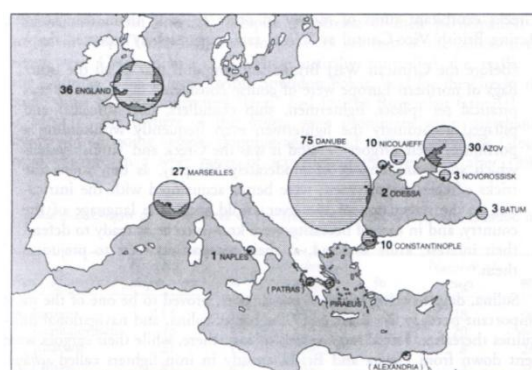 36 ENGLAND
75 DANUBE
10 NICOLAIEFF
30 AZOV
3 NOVOROSSISK
2 ODESSA
27 MARSEILLES
3 BATUM
10 CONSTANTINOPLE
1 NAPLES
( PATRAS )
PIRAEUS
( ALEXANDRIA )